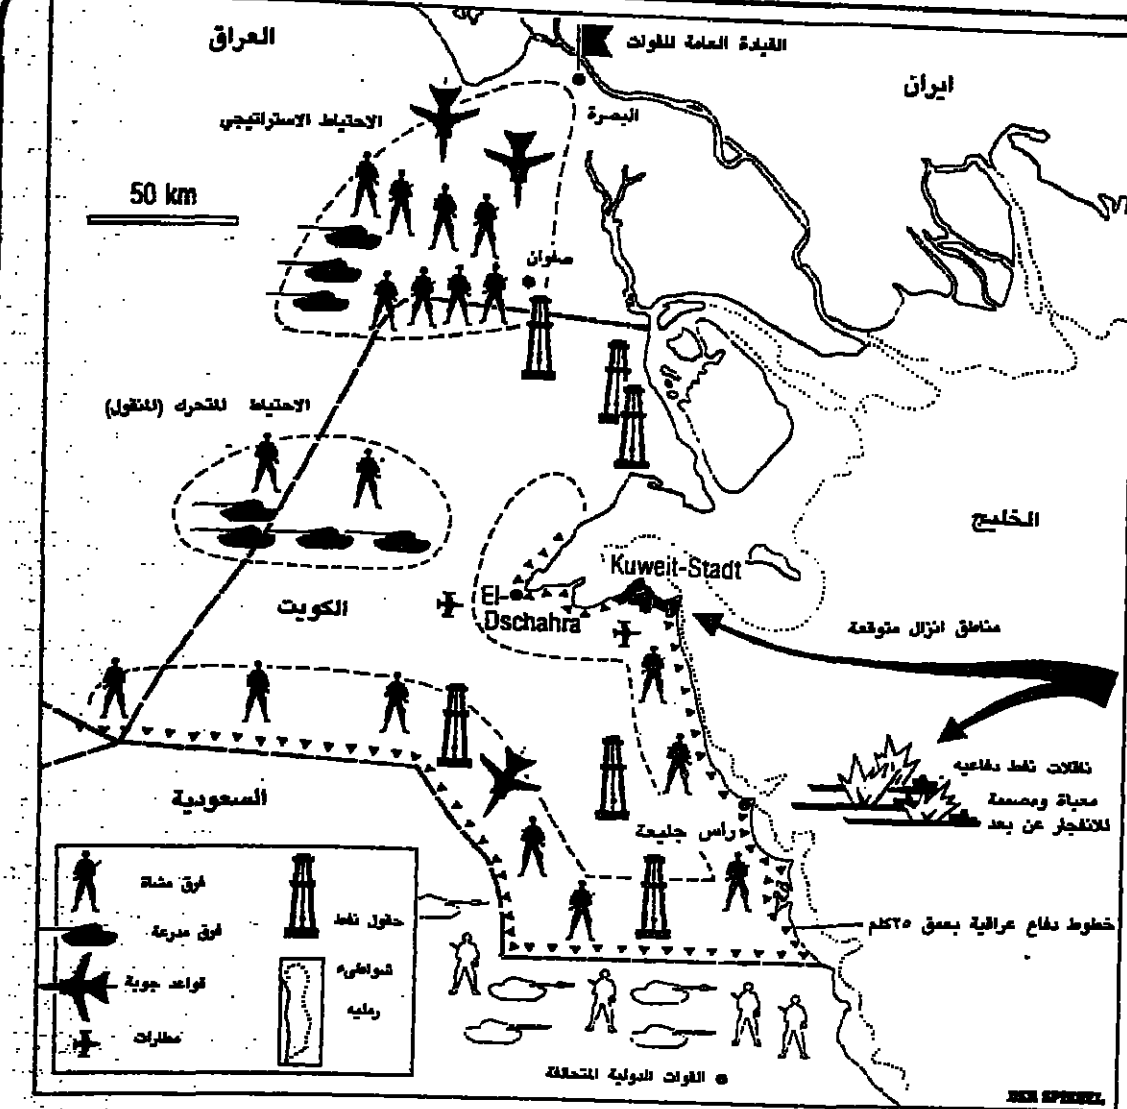 العراق
القيادة العامة للقوات
ايران
البصرة
الاحتياط الاستراتيجي
50 km
صفوان
الاحتياط المتحرك (المنقول)
الخليج
Kuweit-Stadt
El-
Dschahra
الكويت
مناطق انزال متوقعة
ناقلات نفط دفاعيه
معباة ومصممة
للانفجار عن بعد
السعودية
راس جليعة
خطوط دفاع عراقية بعمق ٢٥كلم
فرق مشاة
فرق مدرعة
قواعد جوية
مطارات
حقول نفط
شواطىء
رمليه
القوات الدولية المتحالفة
DER SPIEGEL